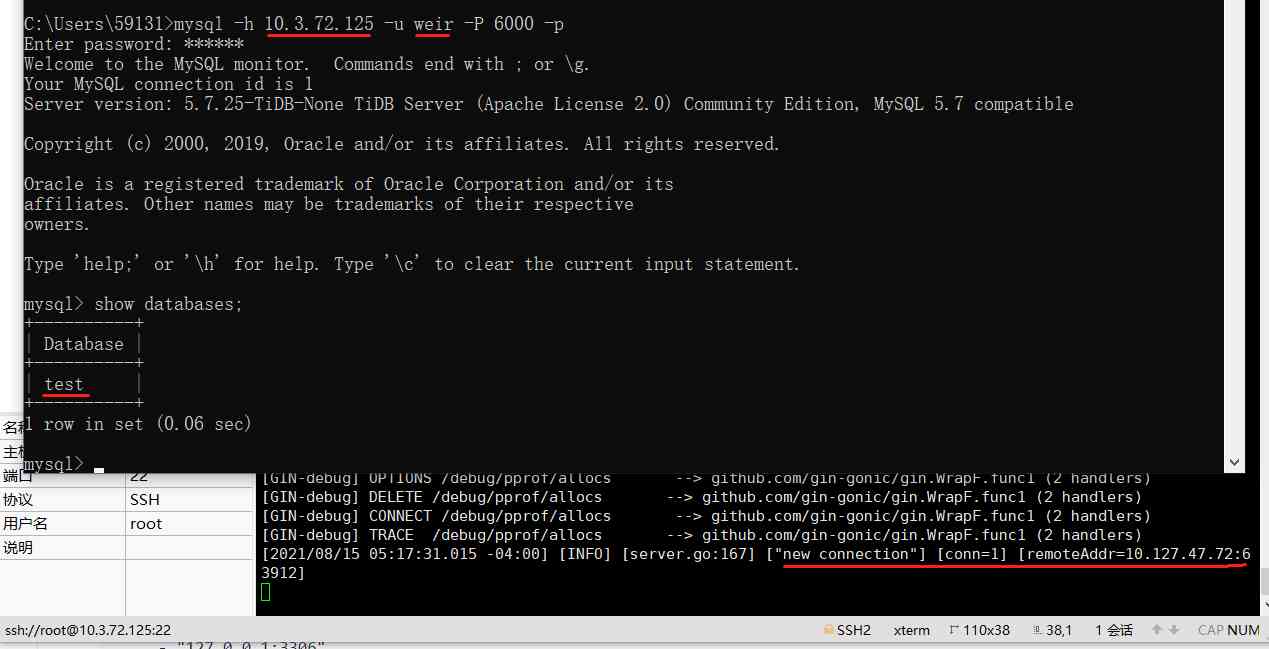 C:\Users\59131>mysql -h 10.3.72.125 -u weir -P 6000 -p
Enter password: ******
Welcome to the MySQL monitor.  Commands end with ; or \g.
Your MySQL connection id is 1
Server version: 5.7.25-TiDB-None TiDB Server (Apache License 2.0) Community Edition, MySQL 5.7 compatible
Copyright (c) 2000, 2019, Oracle and/or its affiliates. All rights reserved.
Oracle is a registered trademark of Oracle Corporation and/or its
affiliates. Other names may be trademarks of their respective
owners.
Type 'help;' or '\h' for help. Type '\c' to clear the current input statement.
mysql> show databases;
+----------+
| Database |
+----------+
| test     |
+----------+
1 row in set (0.06 sec)
mysql>
端口 22
协议 SSH
用户名 root
说明
[GIN-debug] OPTIONS /debug/pprof/allocs       --> github.com/gin-gonic/gin.WrapF.func1 (2 handlers)
[GIN-debug] DELETE /debug/pprof/allocs       --> github.com/gin-gonic/gin.WrapF.func1 (2 handlers)
[GIN-debug] CONNECT /debug/pprof/allocs       --> github.com/gin-gonic/gin.WrapF.func1 (2 handlers)
[GIN-debug] TRACE  /debug/pprof/allocs       --> github.com/gin-gonic/gin.WrapF.func1 (2 handlers)
[2021/08/15 05:17:31.015 -04:00] [INFO] [server.go:167] ["new connection"] [conn=1] [remoteAddr=10.127.47.72:6
3912]
ssh://root@10.3.72.125:22 SSH2 xterm 110x38 38,1 1 会话 CAP NUM
- "127.0.0.1:3306"